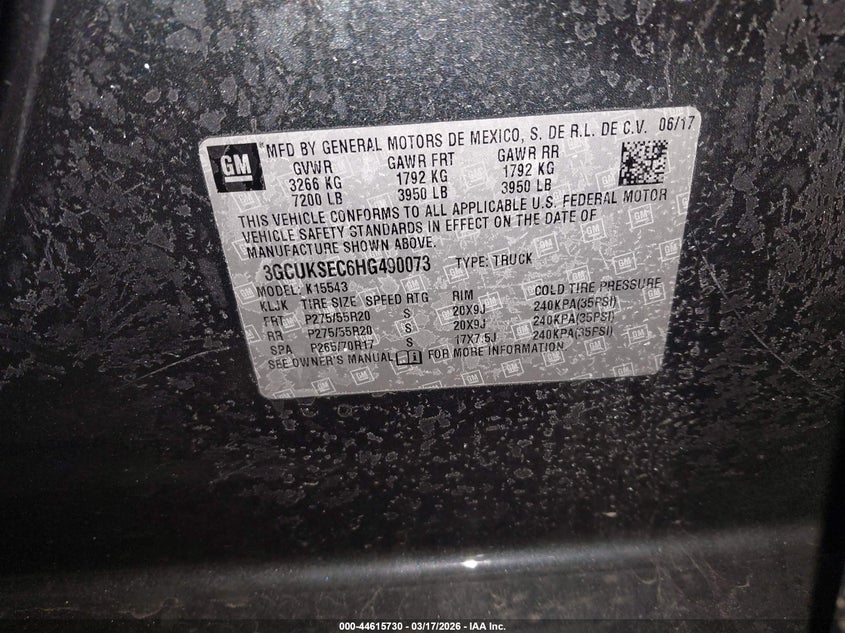 GM
"MFD BY GENERAL MOTORS DE MEXICO, S. DE R.L. DE C.V. 06/17
GVWR GAWR FRT GAWR RR
3266 KG 1792 KG 1792 KG
7200 LB 3950 LB 3950 LB
THIS VEHICLE CONFORMS TO ALL APPLICABLE U.S. FEDERAL MOTOR
VEHICLE SAFETY STANDARDS IN EFFECT ON THE DATE OF
MANUFACTURE SHOWN ABOVE.
3GCUKSEC6HG490073 TYPE: TRUCK
MODEL: K15543
KLJK TIRE SIZE SPEED RTG RIM COLD TIRE PRESSURE
FRT P275/55R20 S 20X9J 240KPA(35PSI)
RR P275/55R20 S 20X9J 240KPA(35PSI)
SPA P265/70R17 S 17X7.5J 240KPA(35PSI)
SEE OWNER'S MANUAL FOR MORE INFORMATION
000-44615730 - 03/17/2026 - IAA Inc.